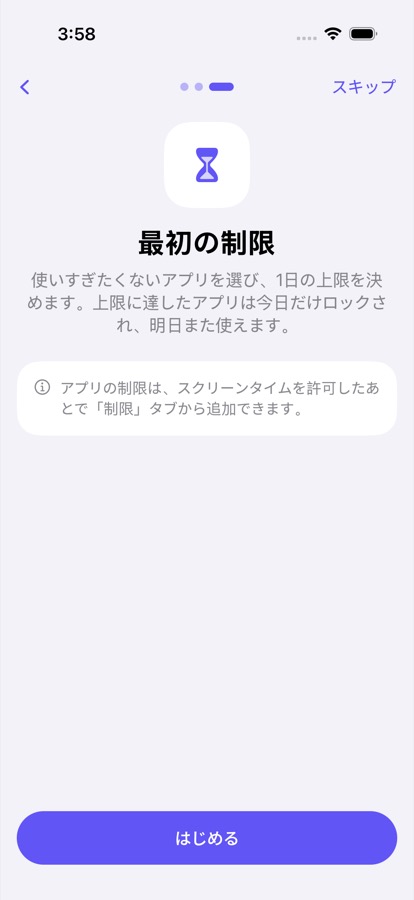 3:58
スキップ
最初の制限
使いすぎたくないアプリを選び、1日の上限を決
めます。上限に達したアプリは今日だけロックさ
れ、明日また使えます。
アプリの制限は、スクリーンタイムを許可したあ
とで「制限」タブから追加できます。
はじめる